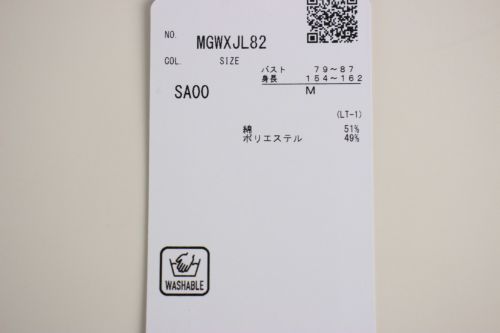 NO. MGWXJL82
COL. SIZE
バスト 79～87
身長 154～162
SA00 M
(LT-1)
綿 51%
ポリエステル 49%
WASHABLE